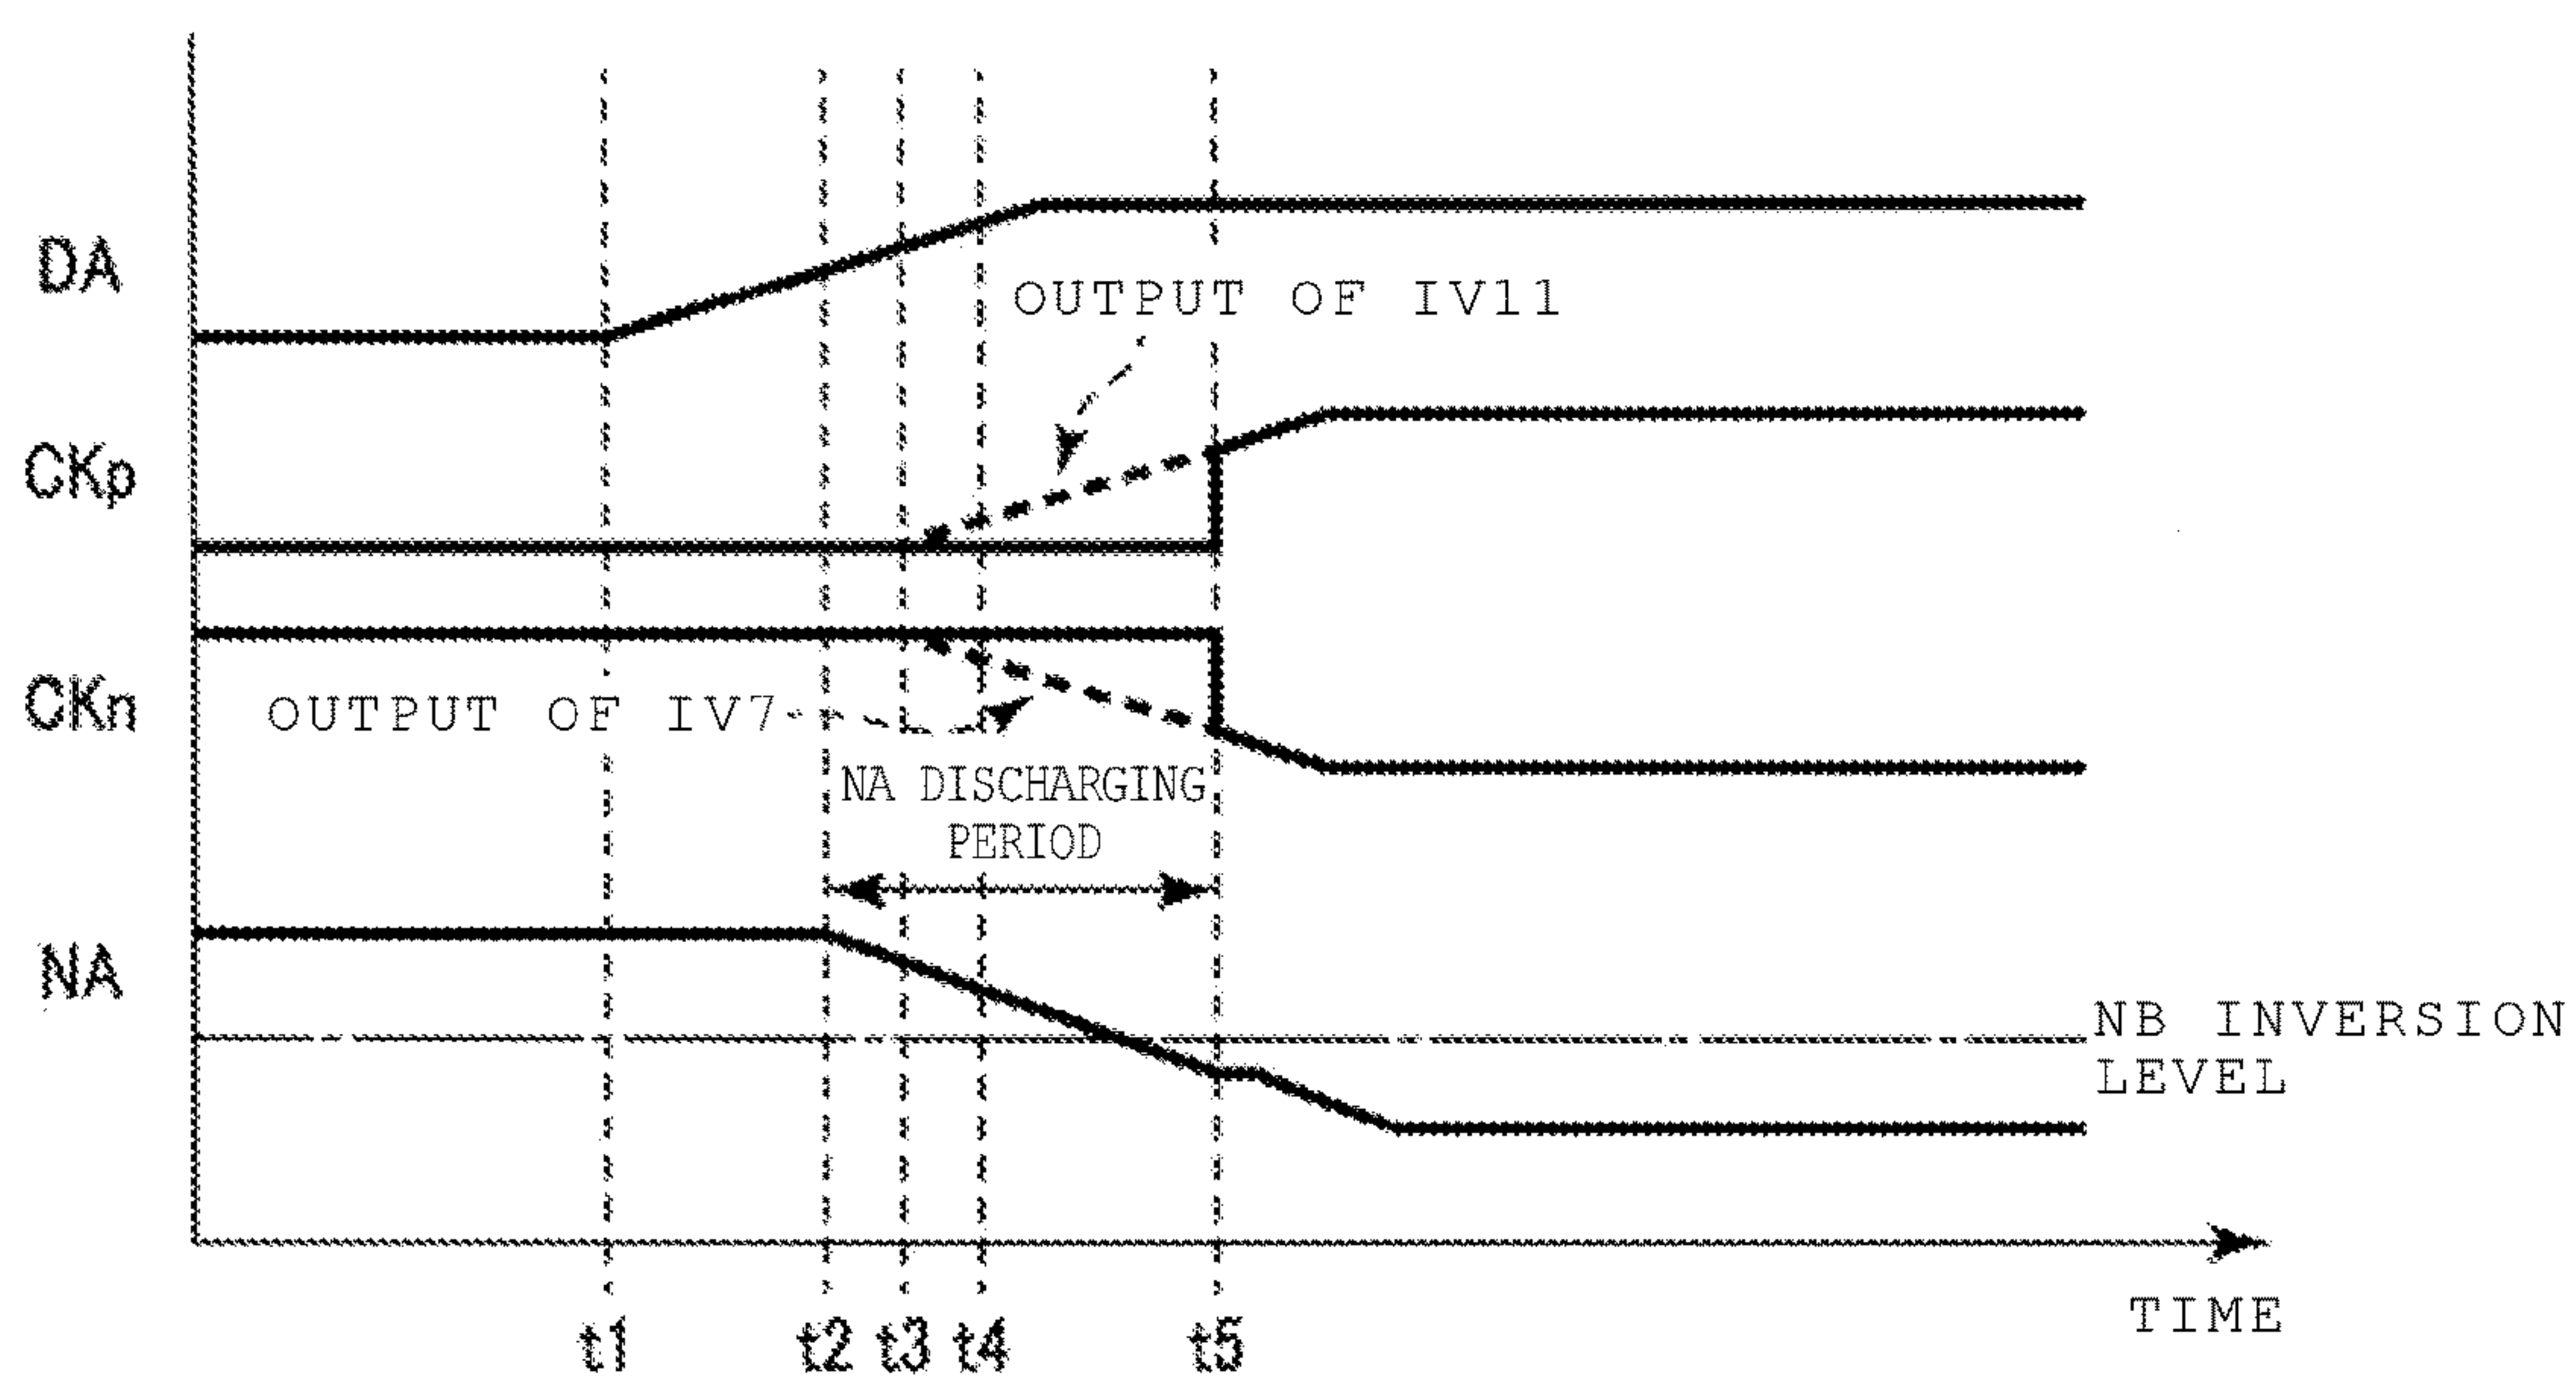 DA
OUTPUT OF IV11
CKp
CKn
OUTPUT OF IV7
NA DISCHARGING
PERIOD
NA
NB INVERSION
LEVEL
TIME
t1 t2 t3 t4 t5